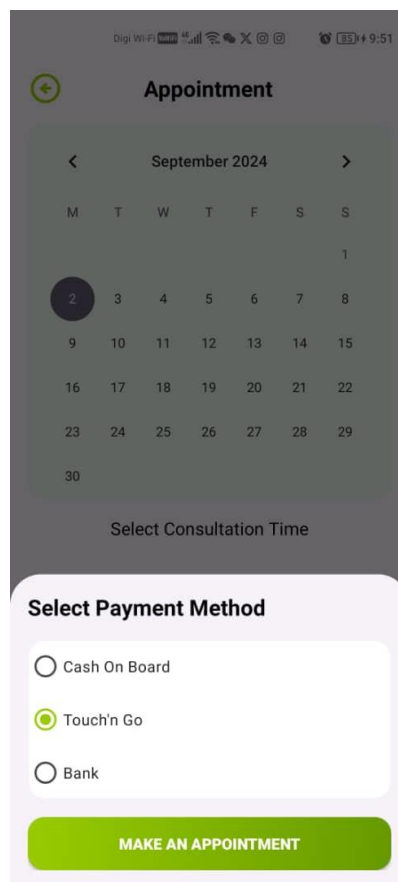 Digi Wi-Fi VoWiFi 85 9:51
Appointment
September 2024
M T W T F S S
1
2 3 4 5 6 7 8
9 10 11 12 13 14 15
16 17 18 19 20 21 22
23 24 25 26 27 28 29
30
Select Consultation Time
Select Payment Method
Cash On Board
Touch'n Go
Bank
MAKE AN APPOINTMENT